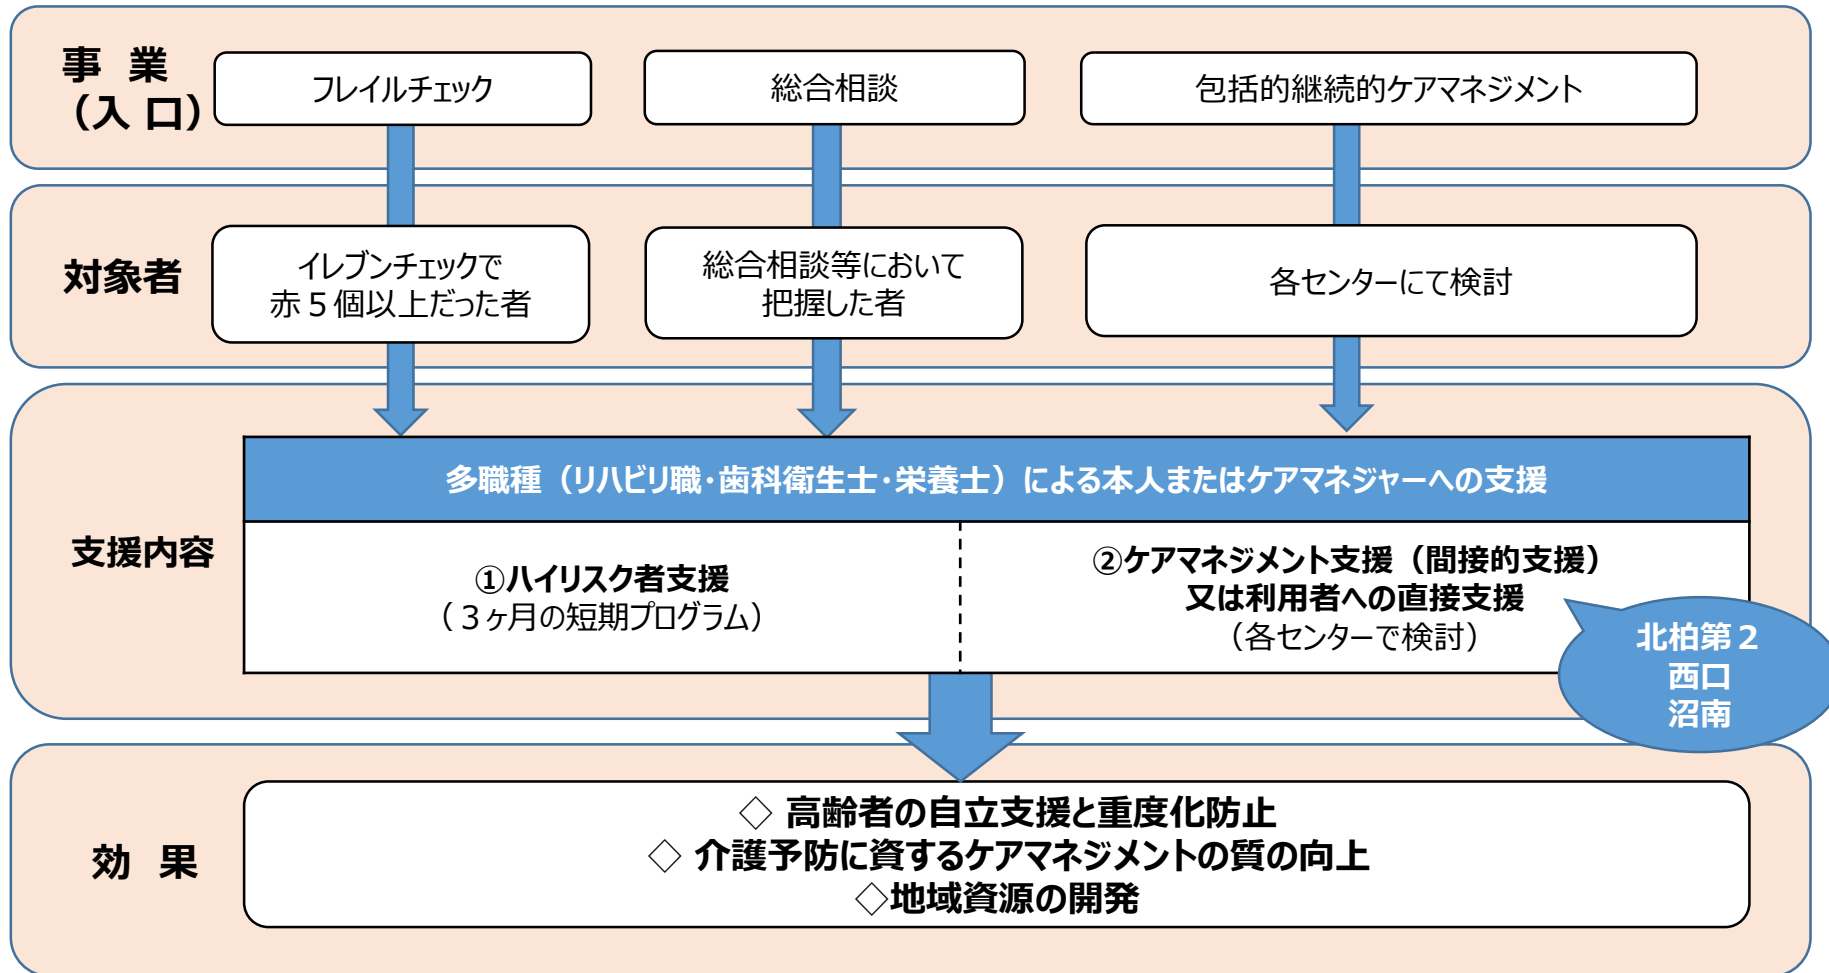 事 業
（入 口）
フレイルチェック
総合相談
包括的継続的ケアマネジメント
対象者
イレブンチェックで
赤５個以上だった者
総合相談等において
把握した者
各センターにて検討
支援内容
多職種（リハビリ職・歯科衛生士・栄養士）による本人またはケアマネジャーへの支援
①ハイリスク者支援
（３ヶ月の短期プログラム）
②ケアマネジメント支援（間接的支援）
又は利用者への直接支援
（各センターで検討）
北柏第２
西口
沼南
効 果
◇ 高齢者の自立支援と重度化防止
◇ 介護予防に資するケアマネジメントの質の向上
◇地域資源の開発